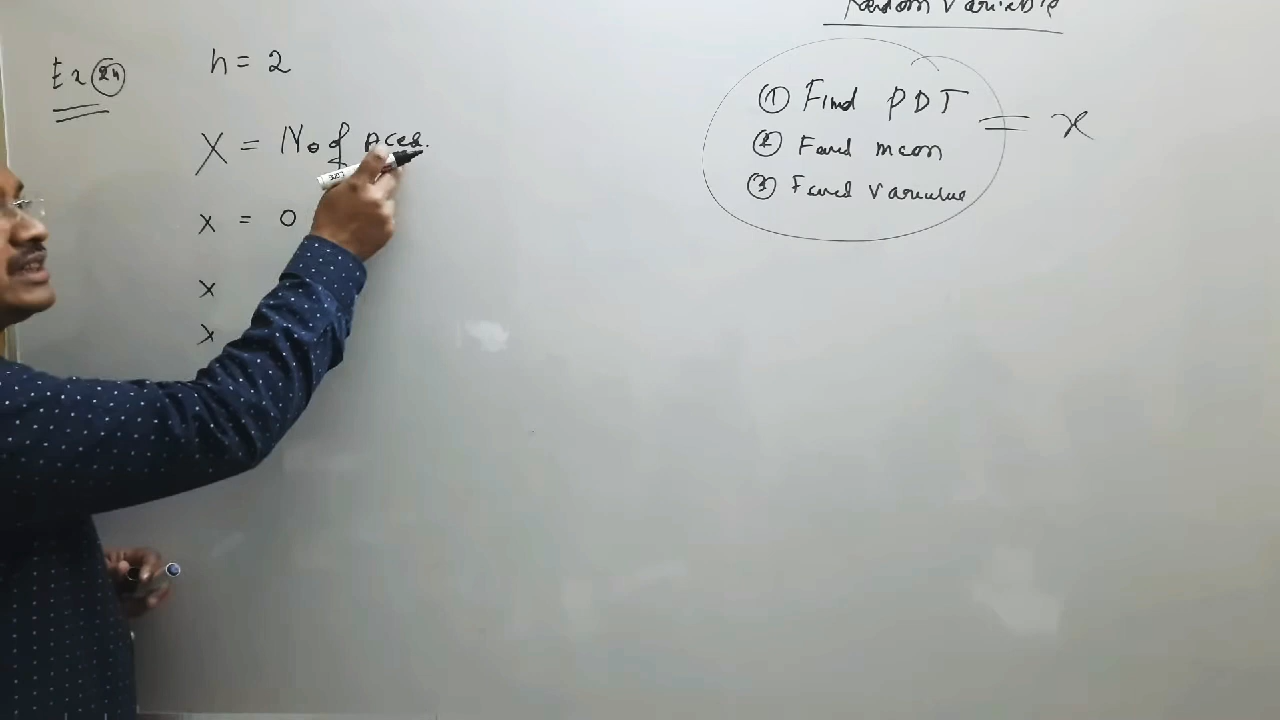 Random Variable
Ex 24
n = 2
X = No of aces.
x = 0
x
x
① Find PDT = x
② Find mean
③ Find Variance